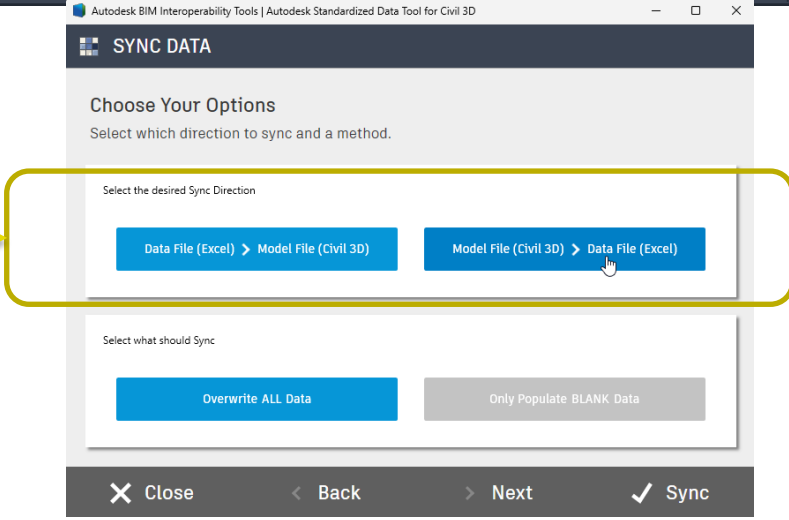 Autodesk BIM Interoperability Tools | Autodesk Standardized Data Tool for Civil 3D
SYNC DATA
Choose Your Options
Select which direction to sync and a method.
Select the desired Sync Direction
Data File (Excel) > Model File (Civil 3D)
Model File (Civil 3D) > Data File (Excel)
Select what should Sync
Overwrite ALL Data
Only Populate BLANK Data
Close
Back
Next
Sync